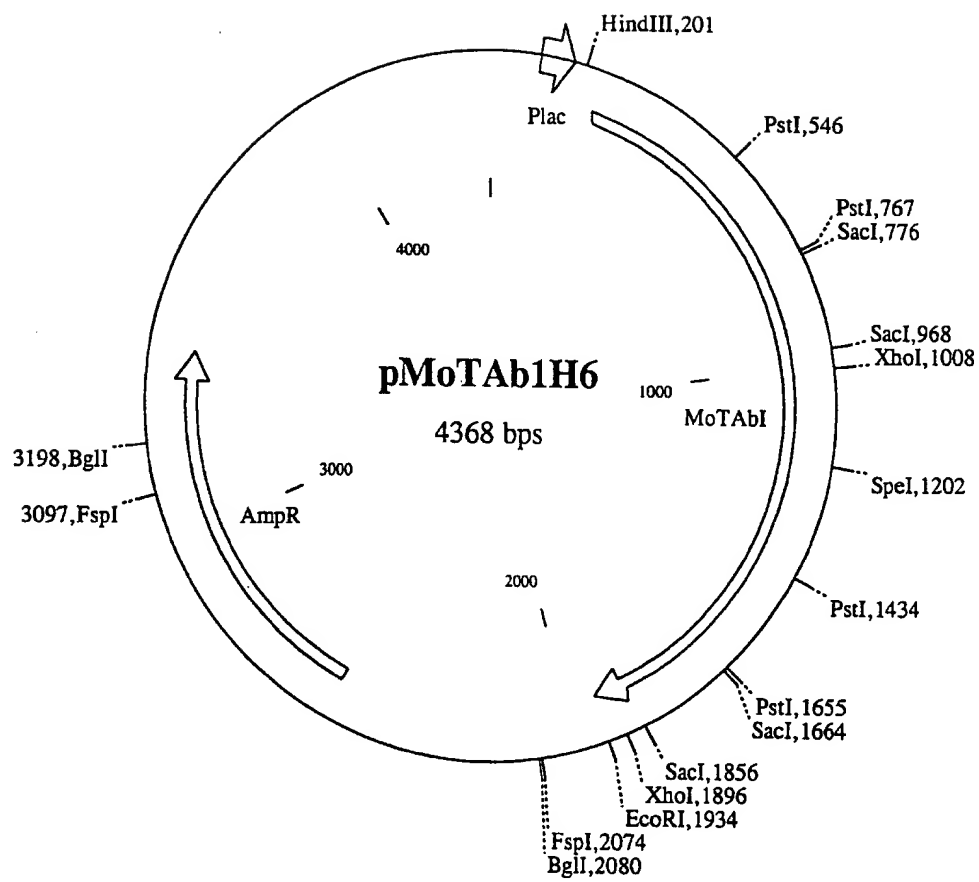 HindIII,201
Plac
PstI,546
PstI,767
SacI,776
4000
SacI,968
XhoI,1008
pMoTAb1H6
4368 bps
1000
MoTAbI
3198,BglI
3097,FspI
3000
AmpR
SpeI,1202
2000
PstI,1434
PstI,1655
SacI,1664
SacI,1856
XhoI,1896
EcoRI,1934
FspI,2074
BglI,2080